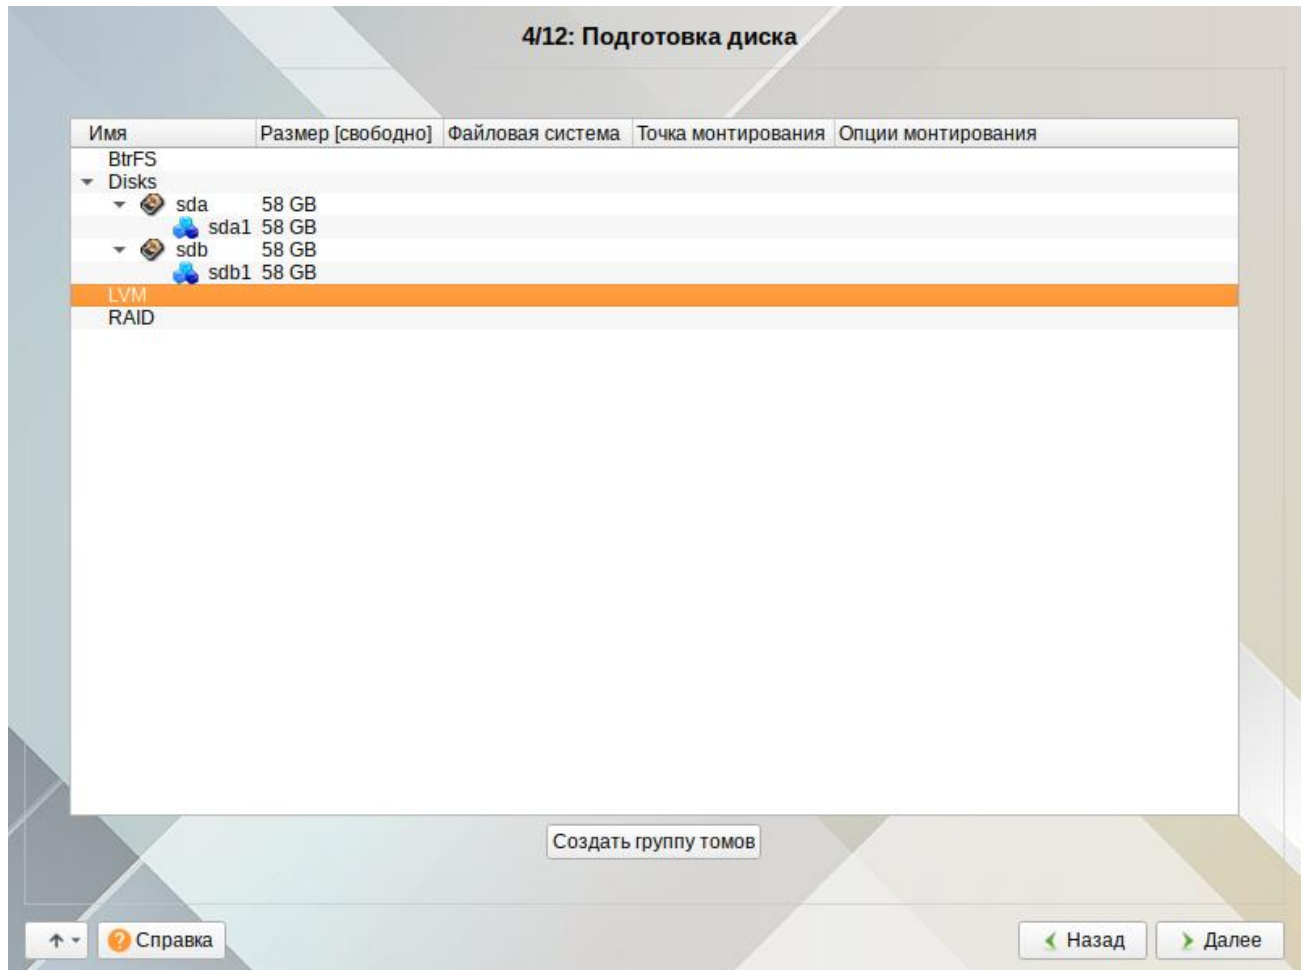 4/12: Подготовка диска
Имя Размер [свободно] Файловая система Точка монтирования Опции монтирования
BtrFS
Disks
sda 58 GB
sda1 58 GB
sdb 58 GB
sdb1 58 GB
LVM
RAID
Создать группу томов
Справка Назад Далее